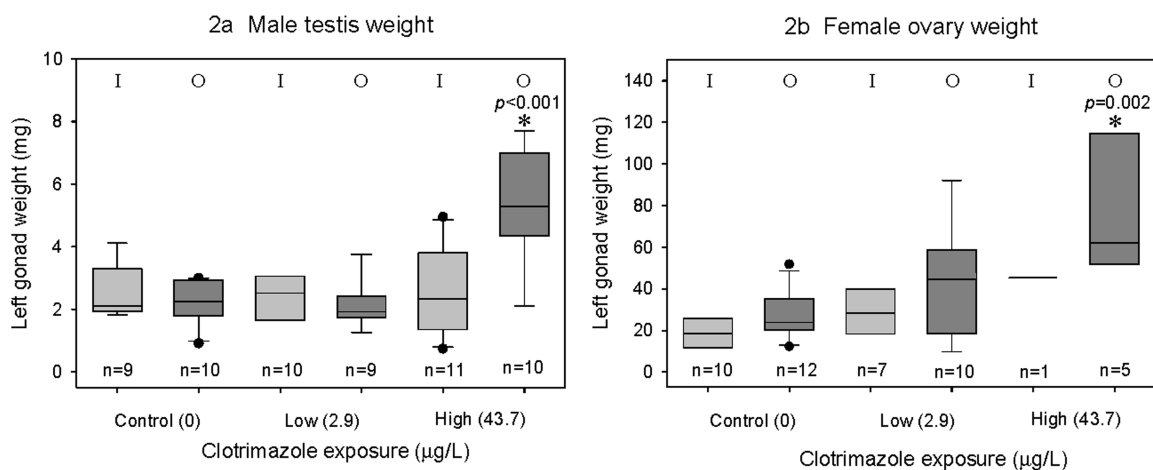 2a Male testis weight
Left gonad weight (mg)
10
8
6
4
2
0
I O I O I O
p<0.001
*
n=9 n=10 n=10 n=9 n=11 n=10
Control (0) Low (2.9) High (43.7)
Clotrimazole exposure (µg/L)
2b Female ovary weight
Left gonad weight (mg)
140
120
100
80
60
40
20
0
I O I O I O
p=0.002
*
n=10 n=12 n=7 n=10 n=1 n=5
Control (0) Low (2.9) High (43.7)
Clotrimazole exposure (µg/L)